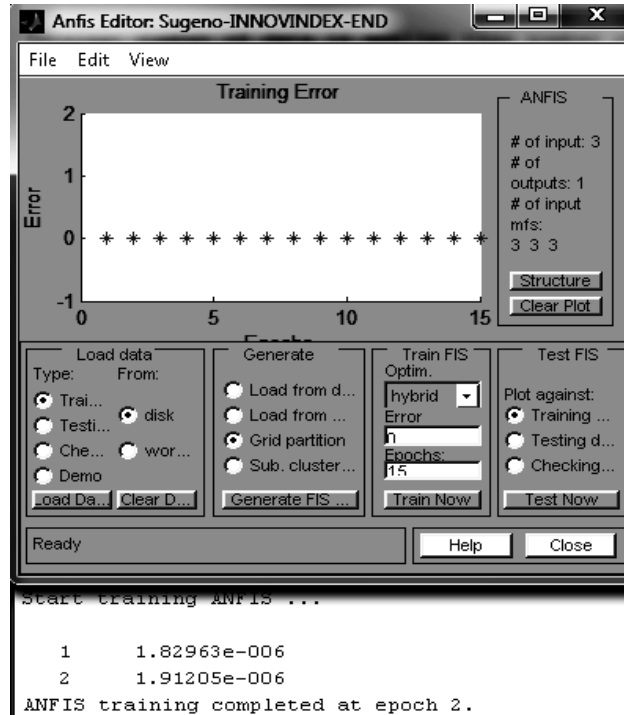 Anfis Editor: Sugeno-INNOVINDEX-END
File Edit View
Training Error
2
1
0
-1
Error
0 5 10 15
Epochs
ANFIS
# of input: 3
# of
outputs: 1
# of input
mfs:
3 3 3
Structure
Clear Plot
Load data
Type: From:
Trai...
Testi...
Che...
Demo
disk
wor...
Load Da...
Clear D...
Generate
Load from d...
Load from ...
Grid partition
Sub. cluster...
Generate FIS ...
Train FIS
Optim.
hybrid
Error
0
Epochs:
15
Train Now
Test FIS
Plot against:
Training ...
Testing d...
Checking...
Test Now
Ready
Help
Close
Start training ANFIS ...
1 1.82963e-006
2 1.91205e-006
ANFIS training completed at epoch 2.